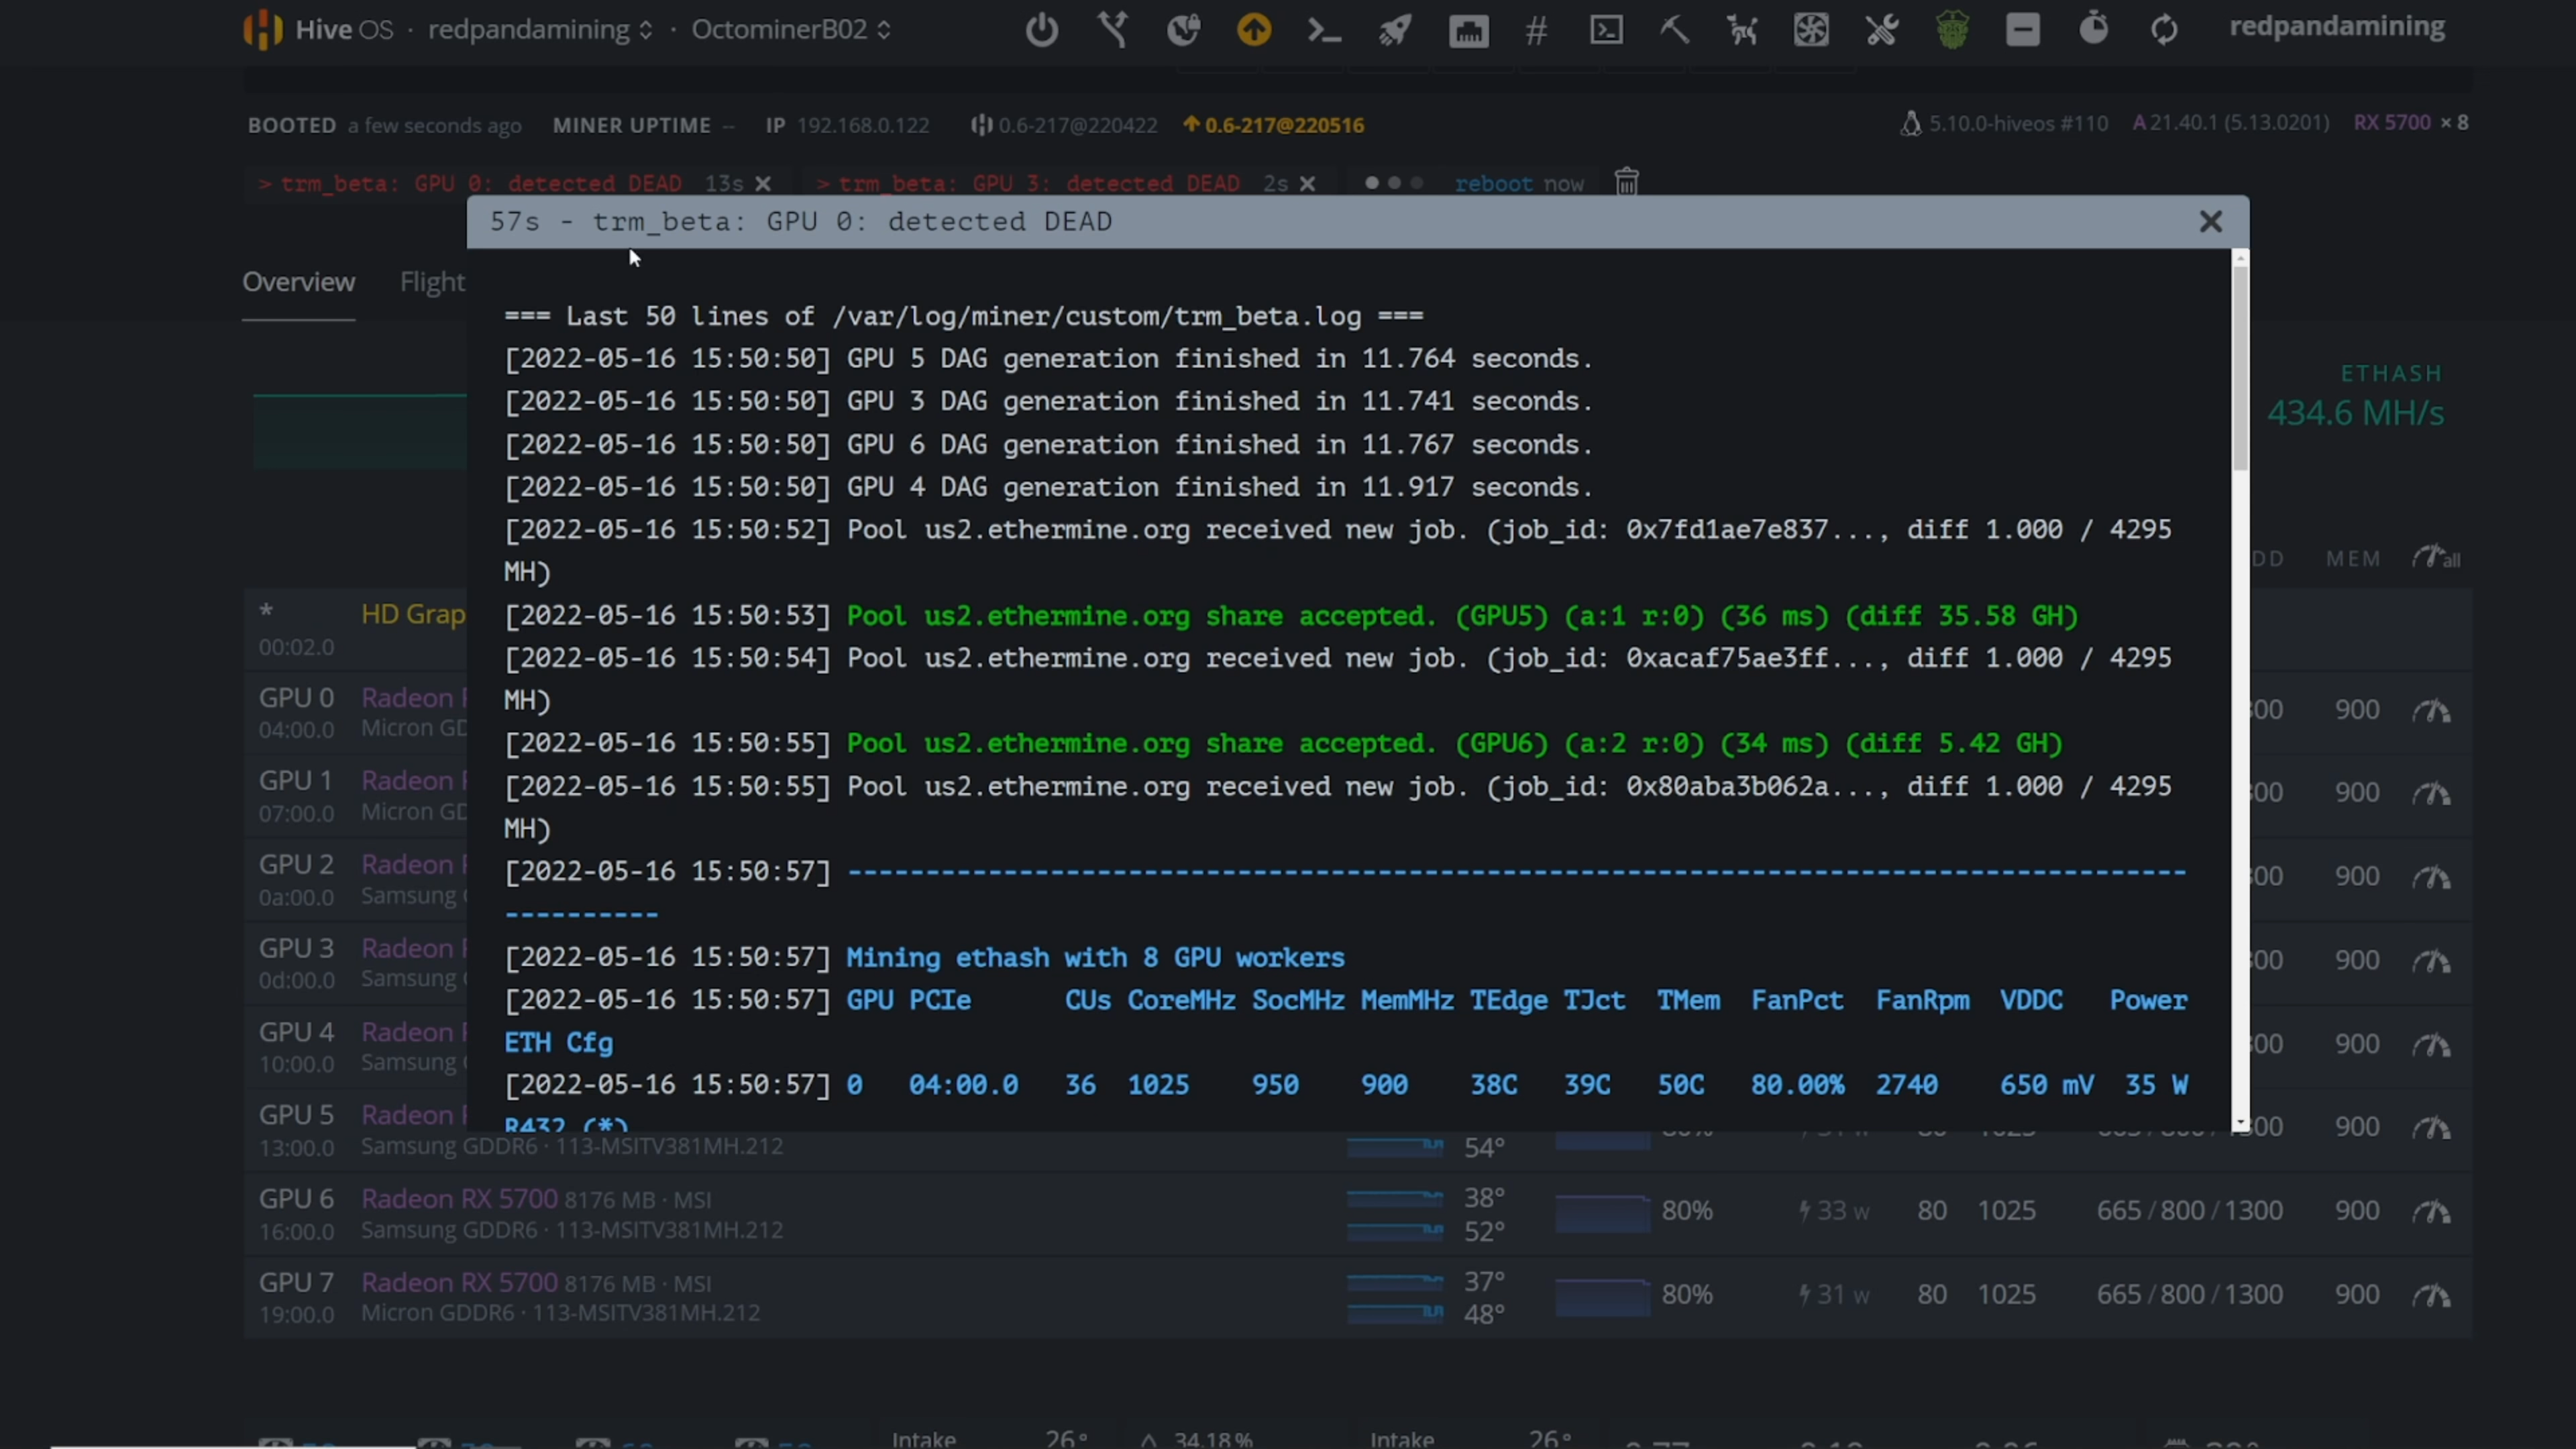 Hive OS · redpandamining · OctominerB02
redpandamining
BOOTED a few seconds ago MINER UPTIME -- IP 192.168.0.122 0.6-217@220422 0.6-217@220516
5.10.0-hiveos #110 A 21.40.1 (5.13.0201) RX 5700 × 8
> trm_beta: GPU 0: detected DEAD 13s × > trm_beta: GPU 3: detected DEAD 2s × reboot now
57s - trm_beta: GPU 0: detected DEAD
Overview Flight
=== Last 50 lines of /var/log/miner/custom/trm_beta.log ===
[2022-05-16 15:50:50] GPU 5 DAG generation finished in 11.764 seconds.
[2022-05-16 15:50:50] GPU 3 DAG generation finished in 11.741 seconds.
[2022-05-16 15:50:50] GPU 6 DAG generation finished in 11.767 seconds.
[2022-05-16 15:50:50] GPU 4 DAG generation finished in 11.917 seconds.
[2022-05-16 15:50:52] Pool us2.ethermine.org received new job. (job_id: 0x7fd1ae7e837..., diff 1.000 / 4295
MH)
[2022-05-16 15:50:53] Pool us2.ethermine.org share accepted. (GPU5) (a:1 r:0) (36 ms) (diff 35.58 GH)
[2022-05-16 15:50:54] Pool us2.ethermine.org received new job. (job_id: 0xacaf75ae3ff..., diff 1.000 / 4295
MH)
[2022-05-16 15:50:55] Pool us2.ethermine.org share accepted. (GPU6) (a:2 r:0) (34 ms) (diff 5.42 GH)
[2022-05-16 15:50:55] Pool us2.ethermine.org received new job. (job_id: 0x80aba3b062a..., diff 1.000 / 4295
MH)
[2022-05-16 15:50:57] --------------------------------------------------------------------------------------
----------
[2022-05-16 15:50:57] Mining ethash with 8 GPU workers
[2022-05-16 15:50:57] GPU PCIe CUs CoreMHz SocMHz MemMHz TEdge TJct TMem FanPct FanRpm VDDC Power
ETH Cfg
[2022-05-16 15:50:57] 0 04:00.0 36 1025 950 900 38C 39C 50C 80.00% 2740 650 mV 35 W
R432 (*)
ETHASH
434.6 MH/s
DD MEM all
* HD Grap
00:02.0
GPU 0 Radeon
04:00.0 Micron GD
00 900
GPU 1 Radeon
07:00.0 Micron GD
00 900
GPU 2 Radeon
0a:00.0 Samsung
00 900
GPU 3 Radeon
0d:00.0 Samsung
00 900
GPU 4 Radeon
10:00.0 Samsung
00 900
GPU 5 Radeon
13:00.0 Samsung GDDR6 · 113-MSITV381MH.212 54°
00 900
GPU 6 Radeon RX 5700 8176 MB · MSI 38°
16:00.0 Samsung GDDR6 · 113-MSITV381MH.212 52°
80% 33 W 80 1025 665 / 800 / 1300 900
GPU 7 Radeon RX 5700 8176 MB · MSI 37°
19:00.0 Micron GDDR6 · 113-MSITV381MH.212 48°
80% 31 W 80 1025 665 / 800 / 1300 900
Intake 26° 34.18% Intake 26°